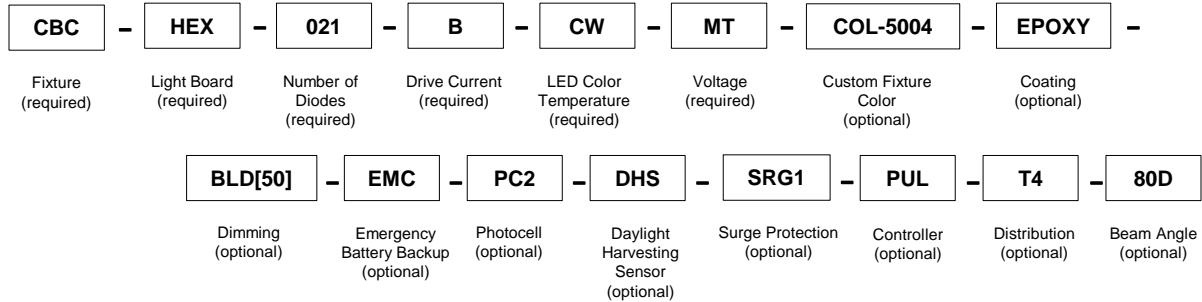 CBC – HEX – 021 – B – CW – MT – COL-5004 – EPOXY –
Fixture Light Board Number of Drive Current LED Color Voltage Custom Fixture Coating
(required) (required) Diodes (required) Temperature (required) Color (optional)
(required) (required) (optional)
BLD[50] – EMC – PC2 – DHS – SRG1 – PUL – T4 – 80D
Dimming Emergency Photocell Daylight Surge Protection Controller Distribution Beam Angle
(optional) Battery Backup (optional) Harvesting (optional) (optional) (optional) (optional)
(optional) Sensor
(optional)